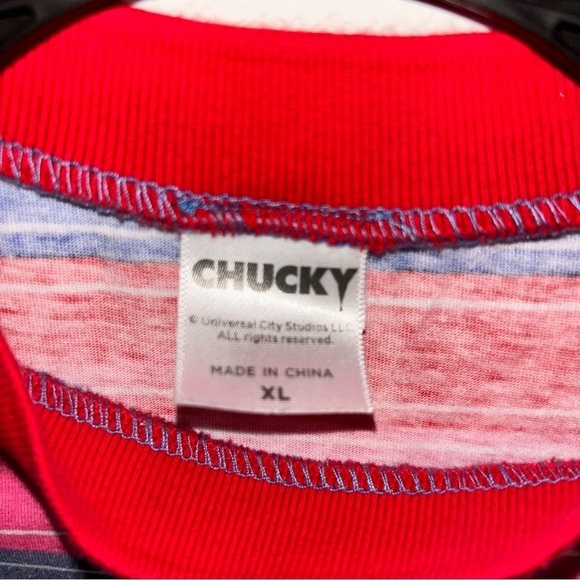 CHUCKY
© Universal City Studios LLC
ALL rights reserved.
MADE IN CHINA
XL